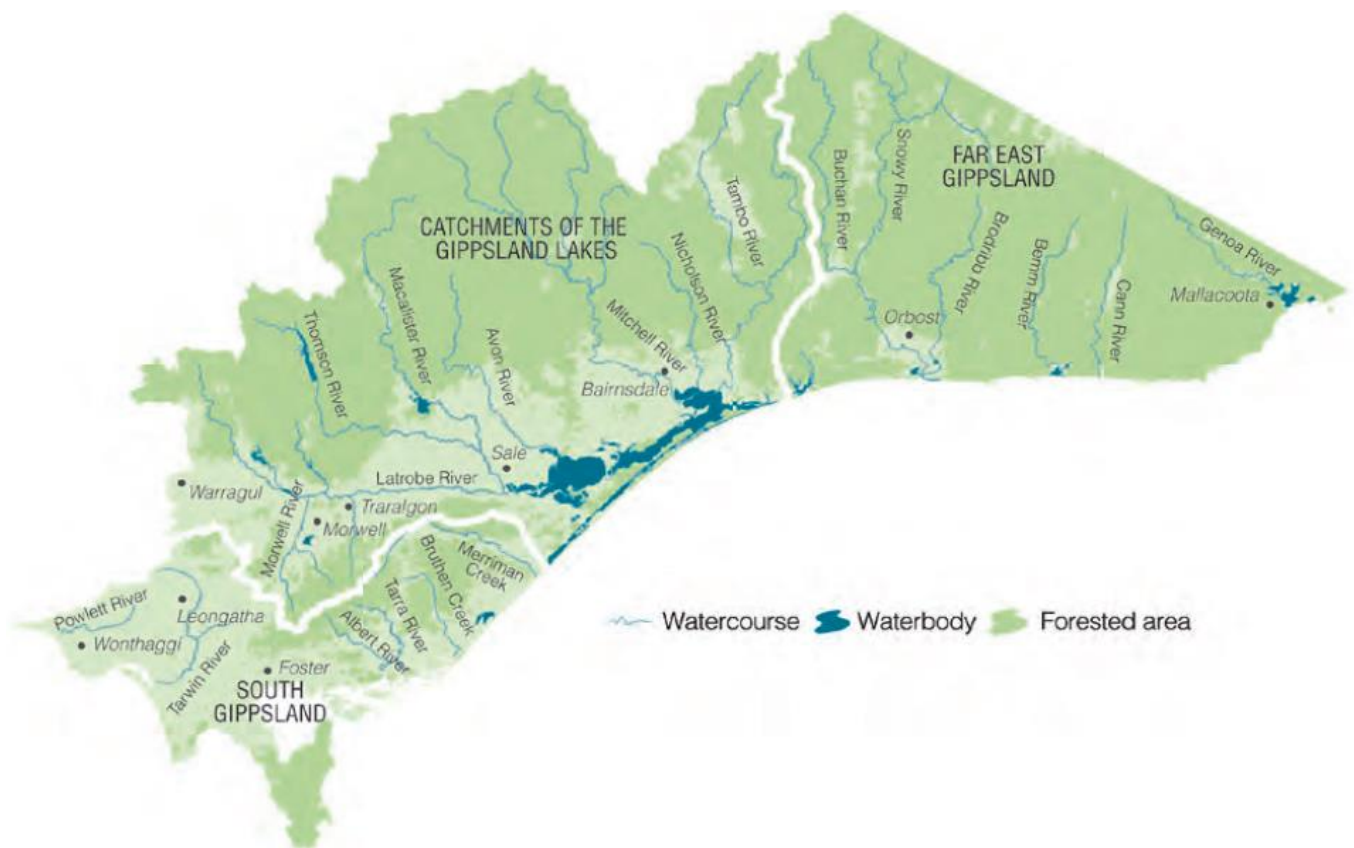 FAR EAST
GIPPSLAND
Snowy River
Buchan River
Tambo River
CATCHMENTS OF THE
GIPPSLAND LAKES
Nicholson River
Brodribb River
Bemm River
Cann River
Genoa River
Mallacoota
Orbost
Macalister River
Thomson River
Avon River
Mitchell River
Bairnsdale
Sale
Latrobe River
Warragul
Traralgon
Morwell
Morwell River
Merriman
Creek
Bruthen Creek
Tarra River
Albert River
Powlett River
Leongatha
Wonthaggi
Tarwin River
Foster
SOUTH
GIPPSLAND
Watercourse
Waterbody
Forested area